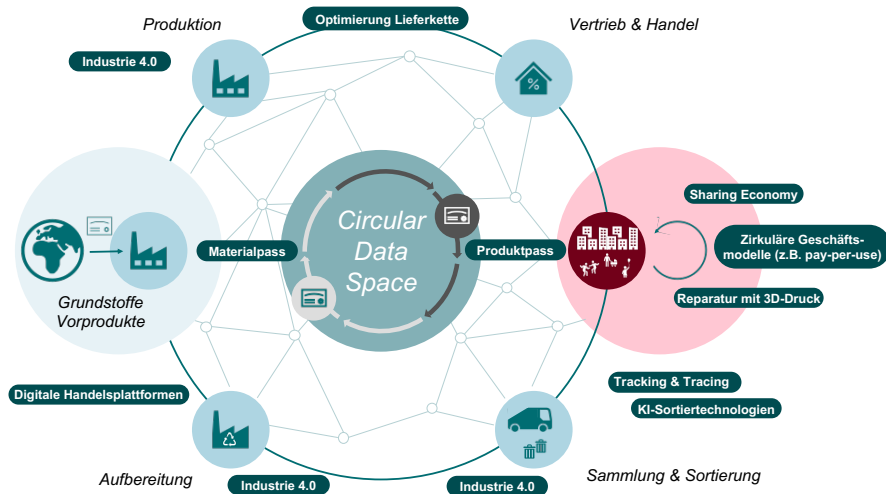 Produktion
Optimierung Lieferkette
Vertrieb & Handel
Industrie 4.0
%
Sharing Economy
Circular
Data
Space
Materialpass
Produktpass
Zirkuläre Geschäfts-
modelle (z.B. pay-per-use)
Reparatur mit 3D-Druck
Grundstoffe
Vorprodukte
Tracking & Tracing
Digitale Handelsplattformen
KI-Sortiertechnologien
Aufbereitung
Industrie 4.0
Industrie 4.0
Sammlung & Sortierung